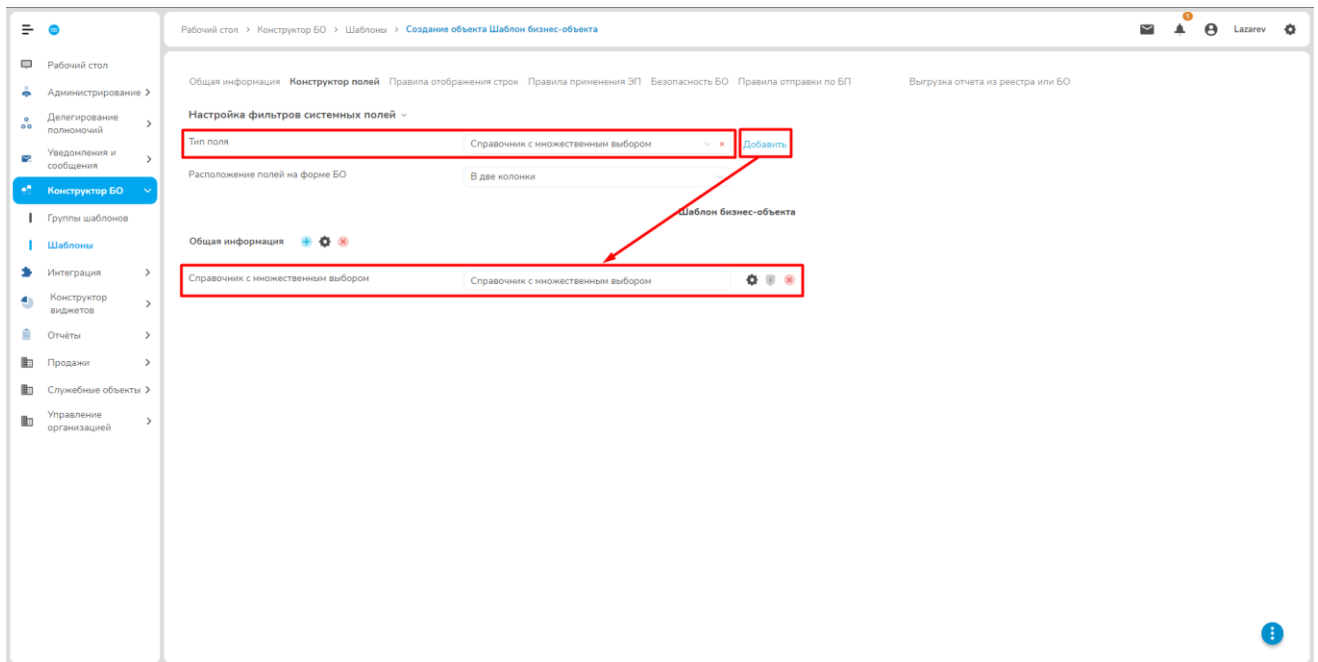 Рабочий стол > Конструктор БО > Шаблоны > Создание объекта Шаблон бизнес-объекта
1
Lazarev
Рабочий стол
Администрирование
Делегирование
полномочий
Уведомления и
сообщения
Конструктор БО
Группы шаблонов
Шаблоны
Интеграция
Конструктор
виджетов
Отчёты
Продажи
Служебные объекты
Управление
организацией
Общая информация Конструктор полей Правила отображения строк Правила применения ЭП Безопасность БО Правила отправки по БП Выгрузка отчета из реестра или БО
Настройка фильтров системных полей
Тип поля Справочник с множественным выбором Добавить
Расположение полей на форме БО В две колонки
Шаблон бизнес-объекта
Общая информация
Справочник с множественным выбором Справочник с множественным выбором